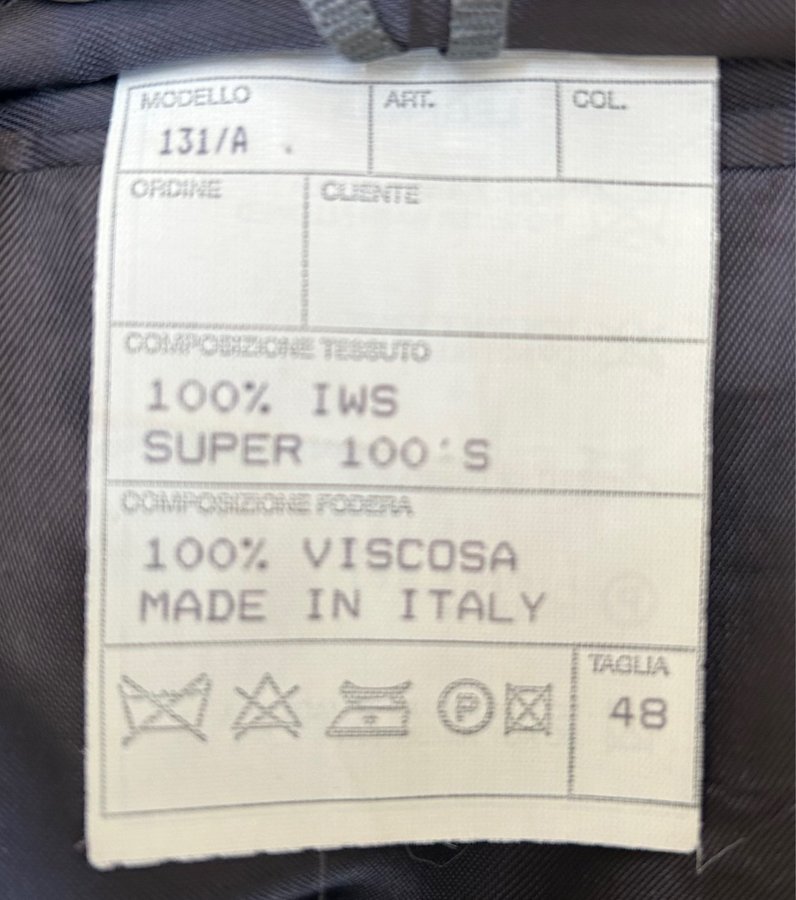 MODELLO
131/A
ART.
COL.
ORDINE
CLIENTE
COMPOSIZIONE TESSUTO
100% IWS
SUPER 100'S
COMPOSIZIONE FODERA
100% VISCOSA
MADE IN ITALY
P
TAGLIA
48